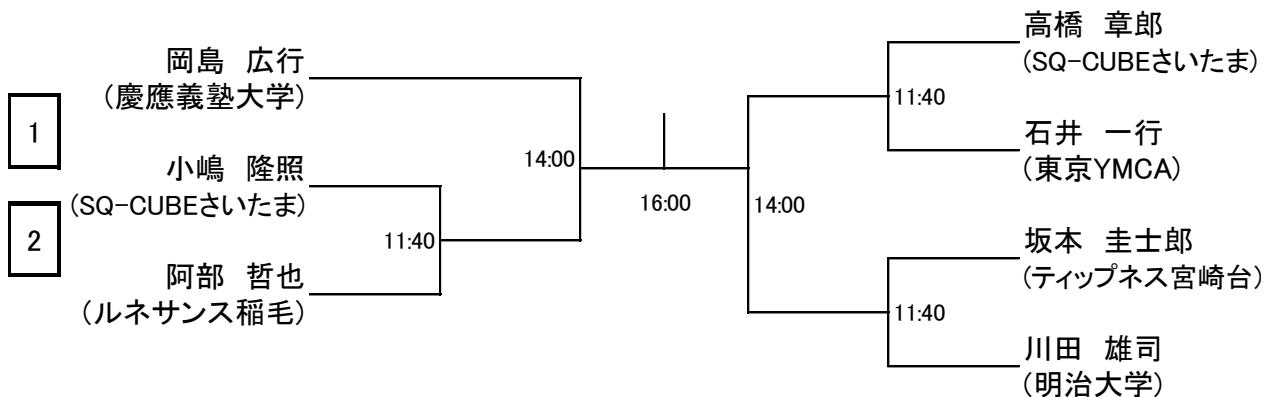 1
2
岡島　広行
(慶應義塾大学)
小嶋　隆照
(SQ-CUBEさいたま)
阿部　哲也
(ルネサンス稲毛)
11:40
14:00
16:00
14:00
11:40
11:40
高橋　章郎
(SQ-CUBEさいたま)
石井　一行
(東京YMCA)
坂本　圭士郎
(ティップネス宮崎台)
川田　雄司
(明治大学)